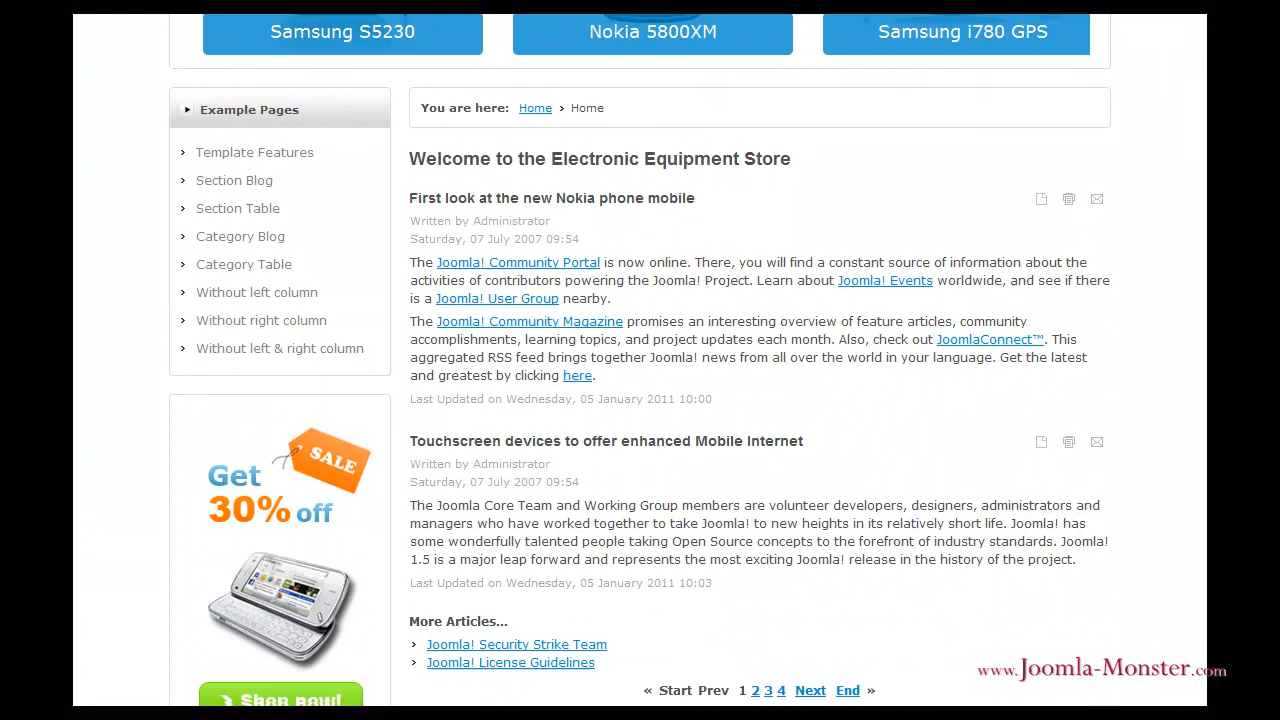 Samsung S5230
Nokia 5800XM
Samsung i780 GPS
Example Pages
Template Features
Section Blog
Section Table
Category Blog
Category Table
Without left column
Without right column
Without left & right column
Get
SALE
30% off
Shop now!
You are here: Home › Home
Welcome to the Electronic Equipment Store
First look at the new Nokia phone mobile
Written by Administrator
Saturday, 07 July 2007 09:54
The Joomla! Community Portal is now online. There, you will find a constant source of information about the
activities of contributors powering the Joomla! Project. Learn about Joomla! Events worldwide, and see if there
is a Joomla! User Group nearby.
The Joomla! Community Magazine promises an interesting overview of feature articles, community
accomplishments, learning topics, and project updates each month. Also, check out JoomlaConnect™. This
aggregated RSS feed brings together Joomla! news from all over the world in your language. Get the latest
and greatest by clicking here.
Last Updated on Wednesday, 05 January 2011 10:00
Touchscreen devices to offer enhanced Mobile Internet
Written by Administrator
Saturday, 07 July 2007 09:54
The Joomla Core Team and Working Group members are volunteer developers, designers, administrators and
managers who have worked together to take Joomla! to new heights in its relatively short life. Joomla! has
some wonderfully talented people taking Open Source concepts to the forefront of industry standards. Joomla!
1.5 is a major leap forward and represents the most exciting Joomla! release in the history of the project.
Last Updated on Wednesday, 05 January 2011 10:03
More Articles...
Joomla! Security Strike Team
Joomla! License Guidelines
« Start Prev 1 2 3 4 Next End »
www.Joomla-Monster.com